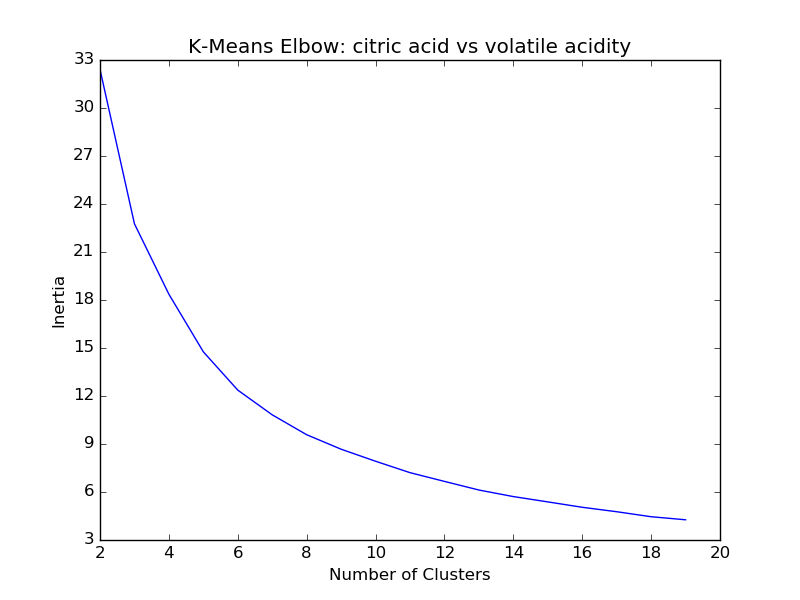 K-Means Elbow: citric acid vs volatile acidity
33
30
27
24
21
18
15
12
9
6
3
Inertia
2 4 6 8 10 12 14 16 18 20
Number of Clusters